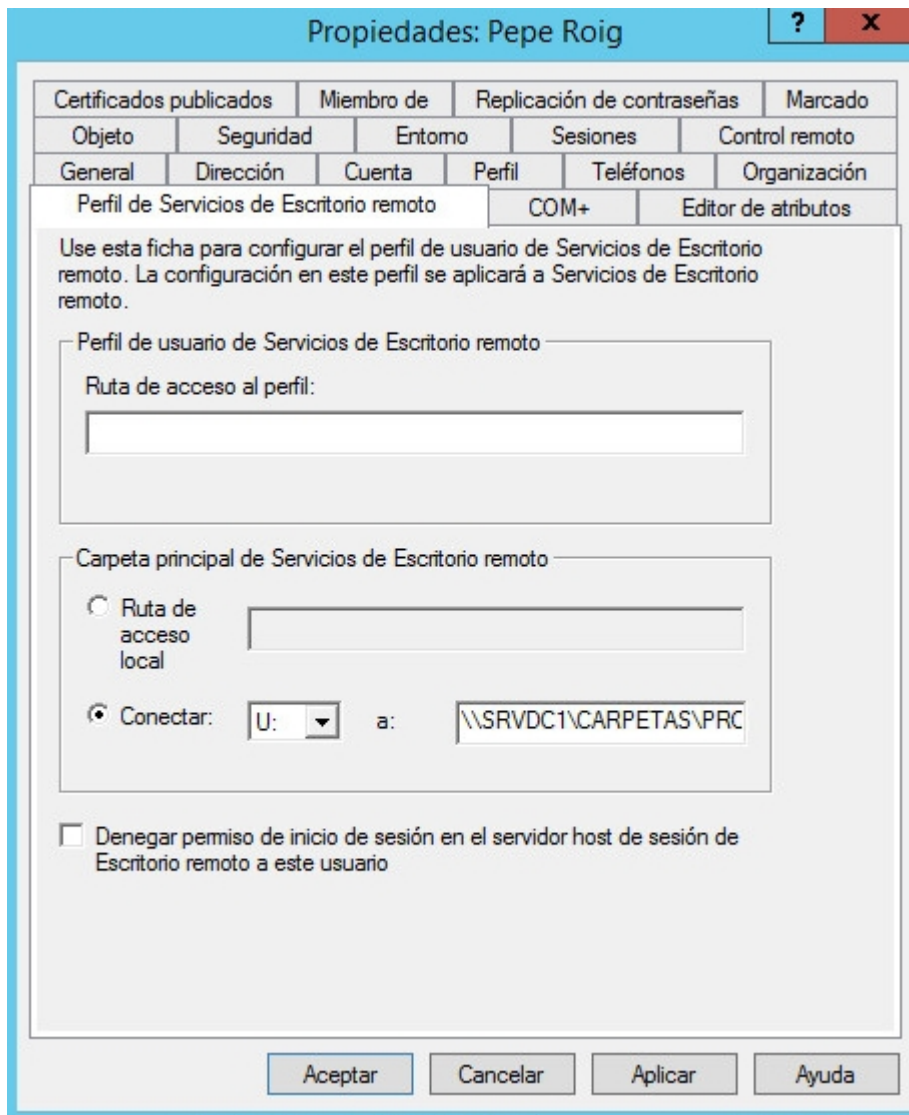 Propiedades: Pepe Roig
?
x
Certificados publicados
Miembro de
Replicación de contraseñas
Marcado
Objeto
Seguridad
Entorno
Sesiones
Control remoto
General
Dirección
Cuenta
Perfil
Teléfonos
Organización
Perfil de Servicios de Escritorio remoto
COM+
Editor de atributos
Use esta ficha para configurar el perfil de usuario de Servicios de Escritorio
remoto. La configuración en este perfil se aplicará a Servicios de Escritorio
remoto.
Perfil de usuario de Servicios de Escritorio remoto
Ruta de acceso al perfil:
Carpeta principal de Servicios de Escritorio remoto
Ruta de
acceso
local
Conectar:
U:
a:
\\SRVDC1\CARPETAS\PRC
Denegar permiso de inicio de sesión en el servidor host de sesión de
Escritorio remoto a este usuario
Aceptar
Cancelar
Aplicar
Ayuda